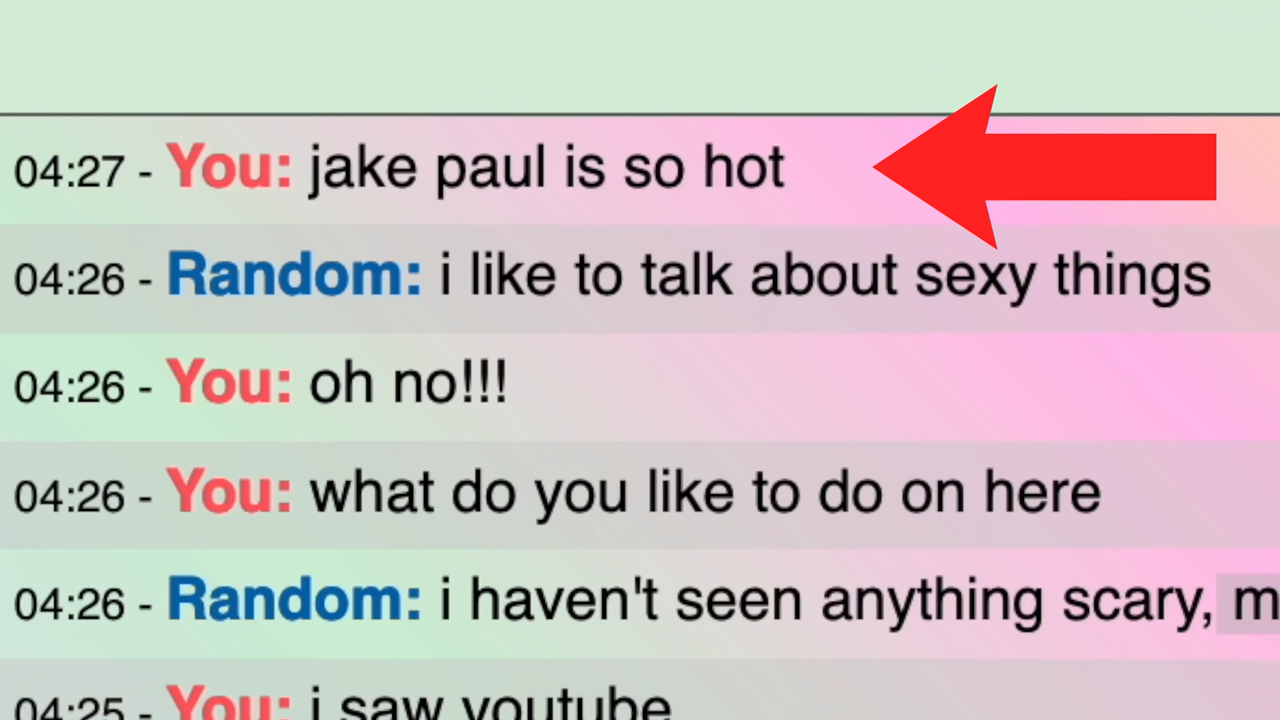 04:27 - You: jake paul is so hot
04:26 - Random: i like to talk about sexy things
04:26 - You: oh no!!!
04:26 - You: what do you like to do on here
04:26 - Random: i haven't seen anything scary, m
04:25 - You: i saw youtube